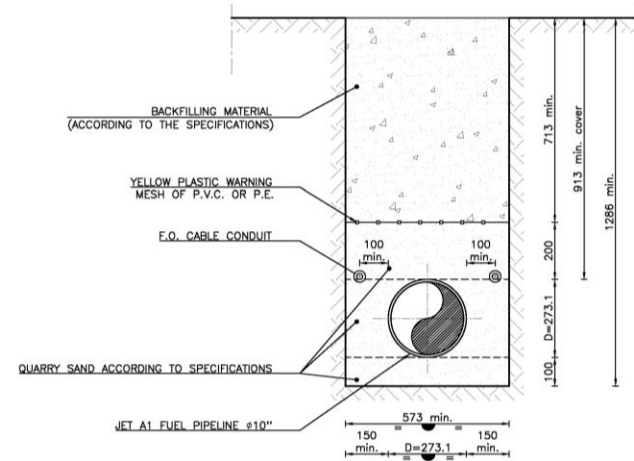 BACKFILLING MATERIAL
(ACCORDING TO THE SPECIFICATIONS)
YELLOW PLASTIC WARNING
MESH OF P.V.C. OR P.E.
F.O. CABLE CONDUIT
QUARRY SAND ACCORDING TO SPECIFICATIONS
JET A1 FUEL PIPELINE ø10"
100
min.
100
min.
713 min.
200
D=273.1
100
913 min. cover
1286 min.
573 min.
150
min.
D=273.1
150
min.